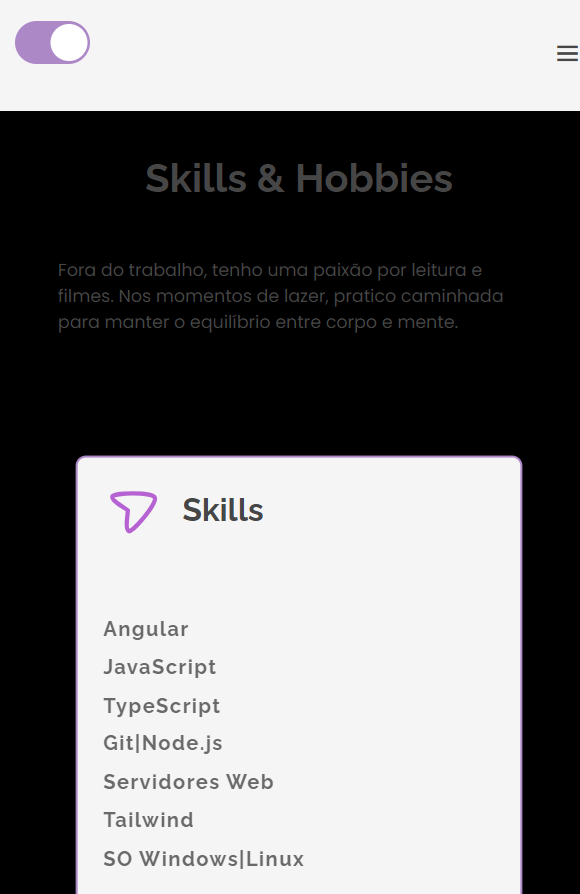 Skills & Hobbies
Fora do trabalho, tenho uma paixão por leitura e
filmes. Nos momentos de lazer, pratico caminhada
para manter o equilíbrio entre corpo e mente.
Skills
Angular
JavaScript
TypeScript
Git|Node.js
Servidores Web
Tailwind
SO Windows|Linux